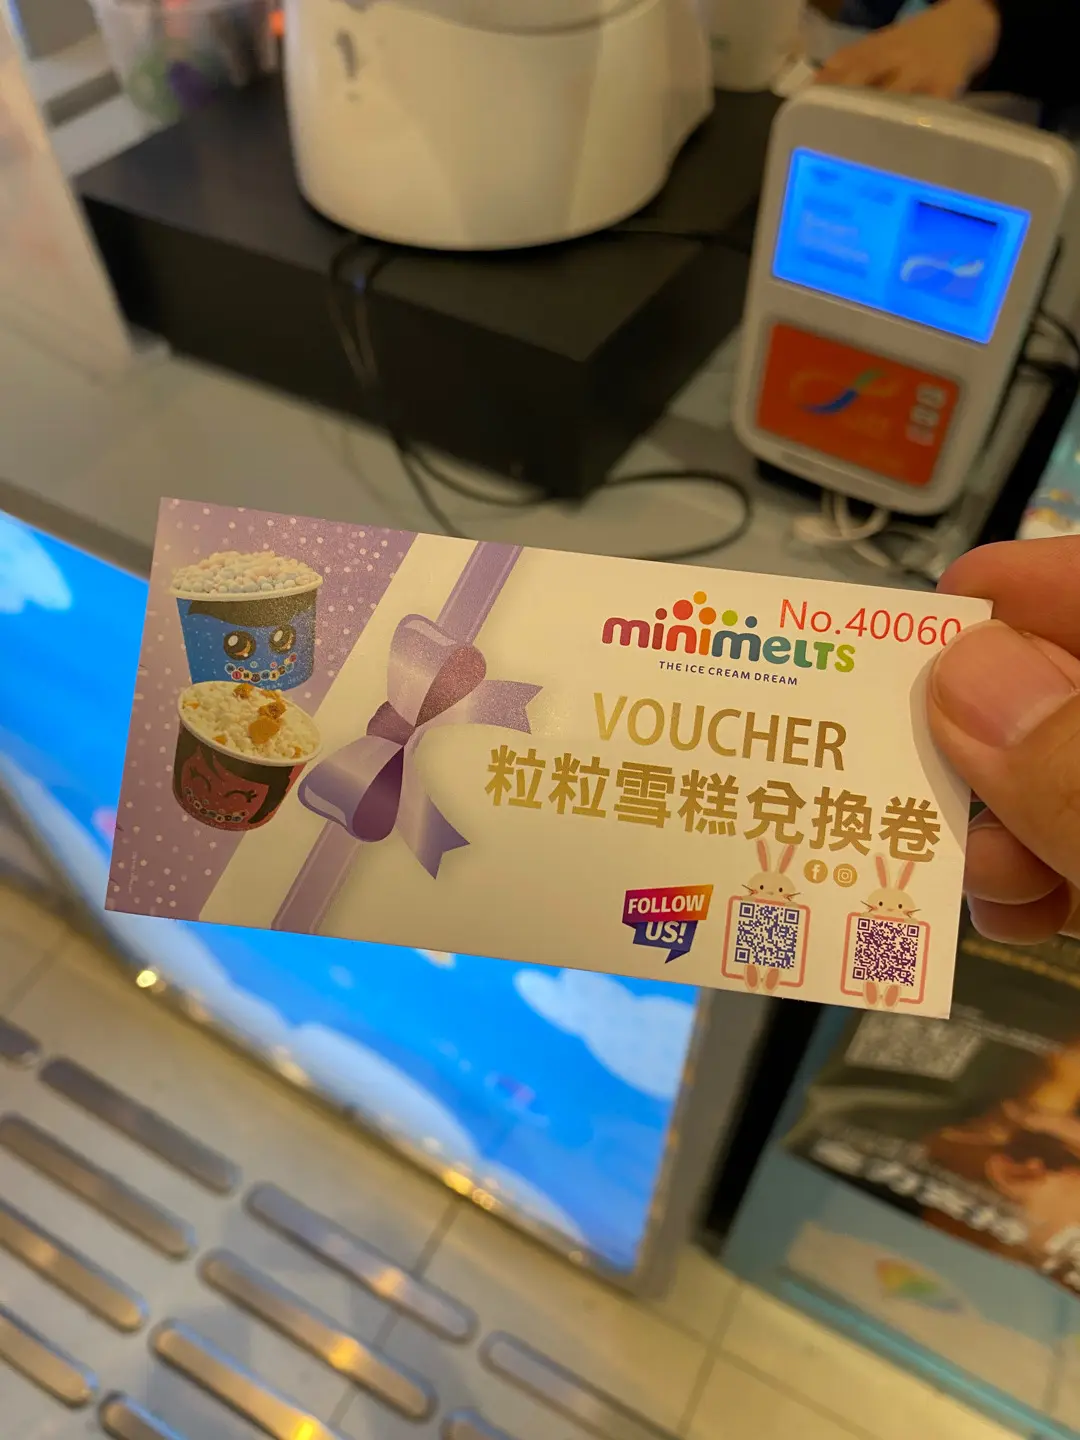 No.40060
minimelts
THE ICE CREAM DREAM
VOUCHER
粒粒雪糕兌換卷
FOLLOW
US!